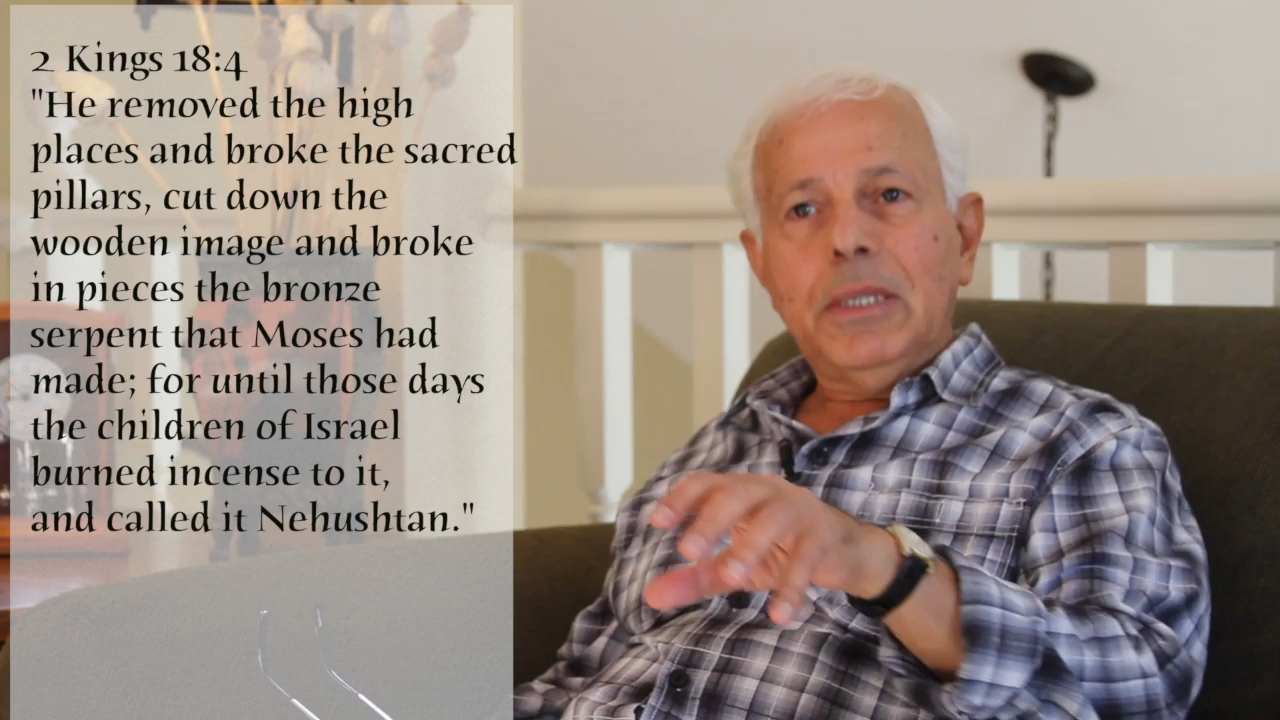 2 Kings 18:4
"He removed the high
places and broke the sacred
pillars, cut down the
wooden image and broke
in pieces the bronze
serpent that Moses had
made; for until those days
the children of Israel
burned incense to it,
and called it Nehushtan."